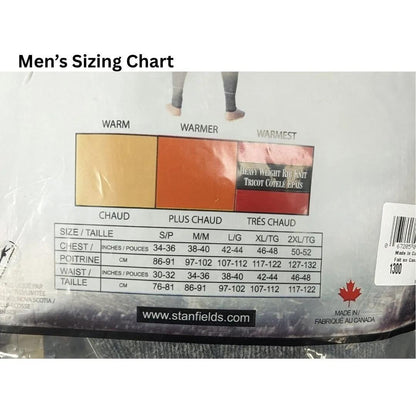 Men's Sizing Chart
WARM WARMER WARMEST
HEAVY WEIGHT RIB KNIT
TRICOT COTELÉ ÉPAIS
CHAUD PLUS CHAUD TRÉS CHAUD
SIZE / TAILLE S/P M/M L/G XL/TG 2XL/TG
CHEST / INCHES / POUCES 34-36 38-40 42-44 46-48 50-52
POITRINE CM 86-91 97-102 107-112 117-122 127-132
WAIST / INCHES / POUCES 30-32 34-36 38-40 42-44 46-48
TAILLE CM 76-81 86-91 97-102 107-112 117-122
MADE IN /
FABRIQUÉ AU CANADA
www.stanfields.com
Made in
1300